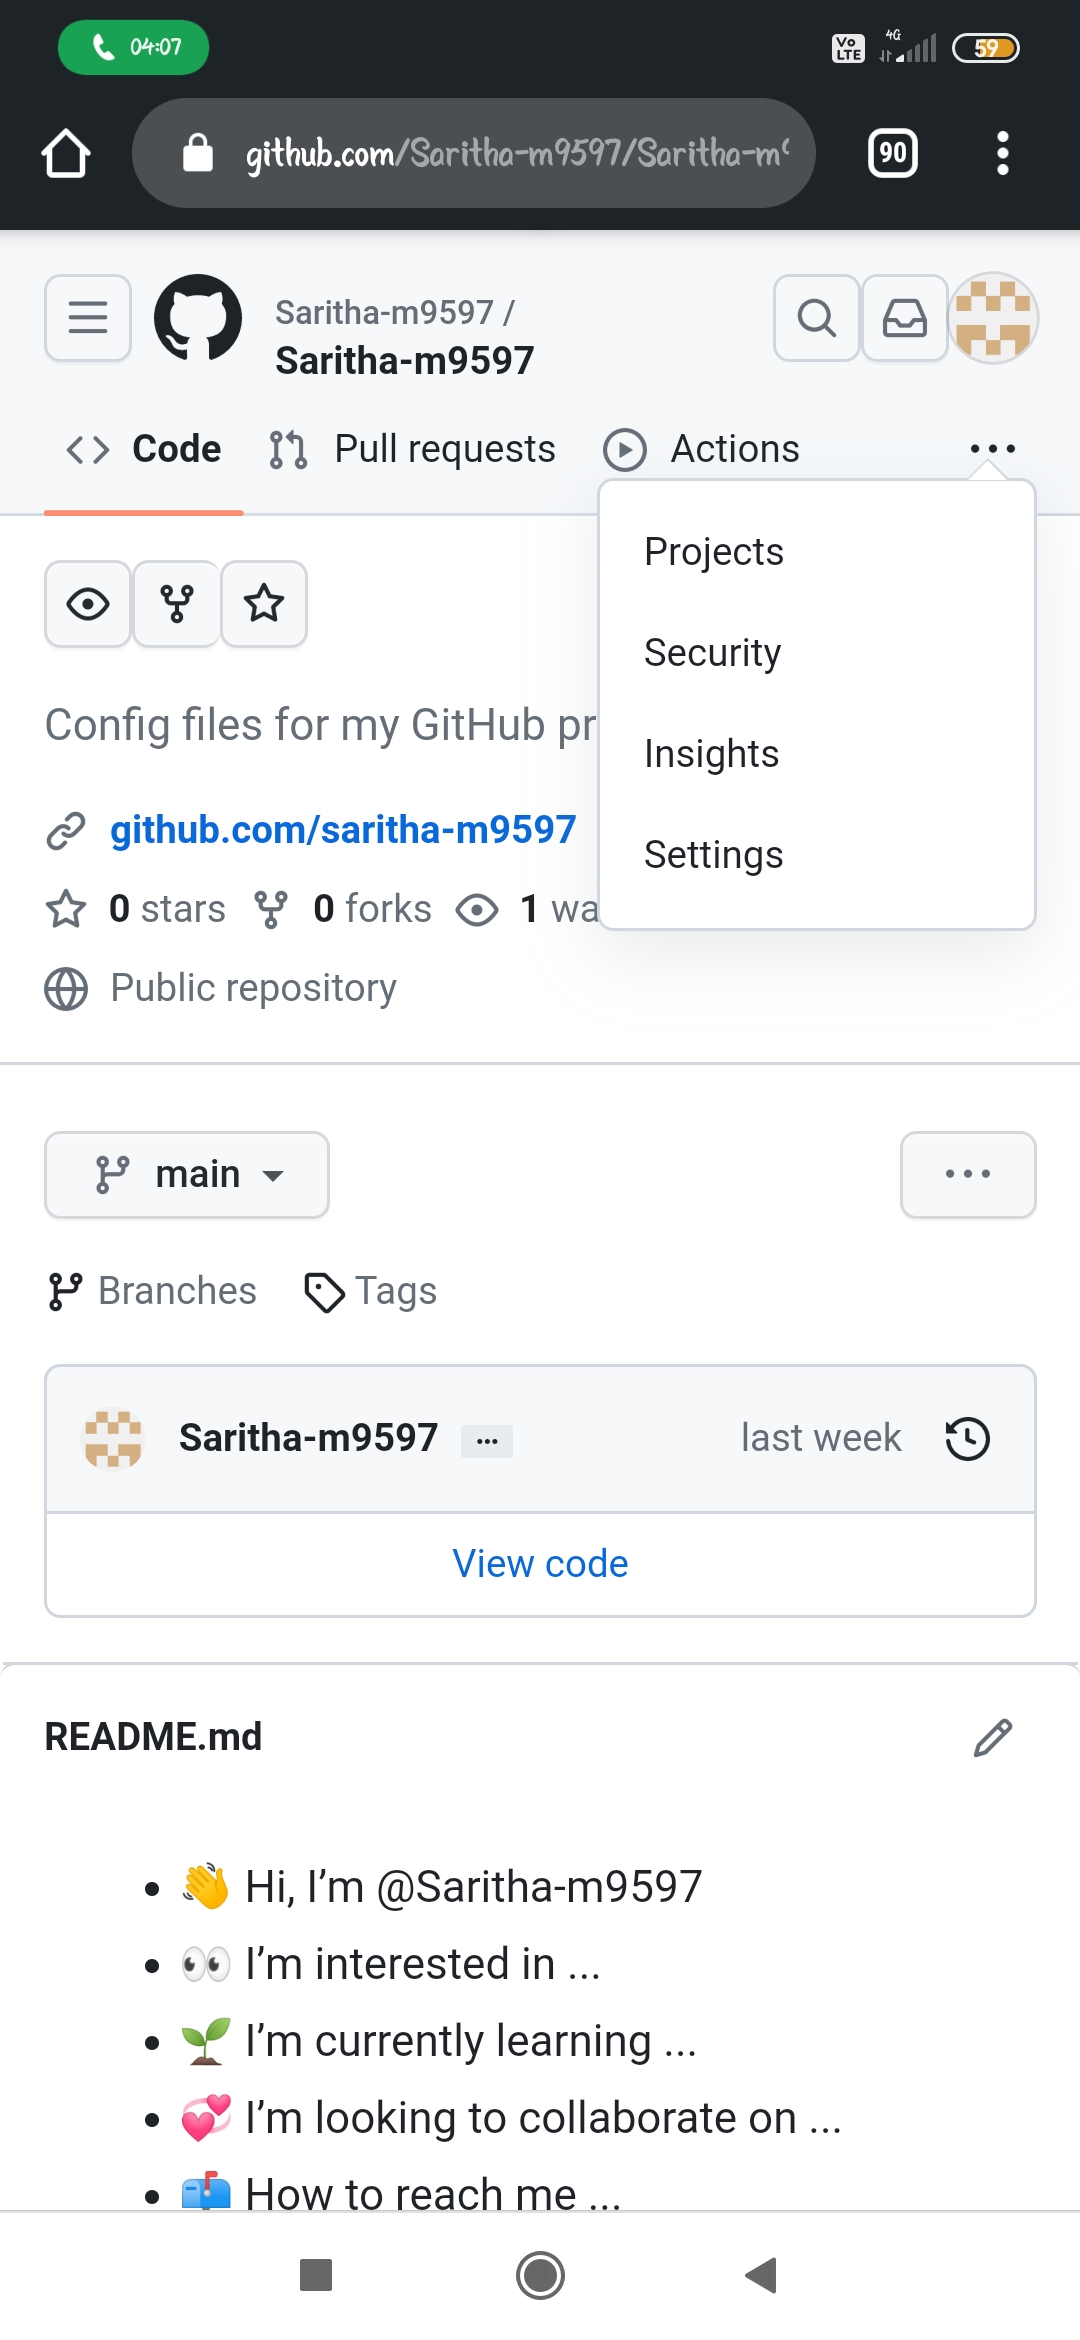 04:07
Vo LTE 4G 59
github.com/Saritha-m9597/Saritha-m9
90
Saritha-m9597 /
Saritha-m9597
Code Pull requests Actions ...
Projects
Security
Insights
Settings
Config files for my GitHub pr
github.com/saritha-m9597
0 stars 0 forks 1 wa
Public repository
main ...
Branches Tags
Saritha-m9597 ... last week
View code
README.md
• 👋 Hi, I’m @Saritha-m9597
• 👀 I’m interested in ...
• 🌱 I’m currently learning ...
• 💞️ I’m looking to collaborate on ...
• 📫 How to reach me ...